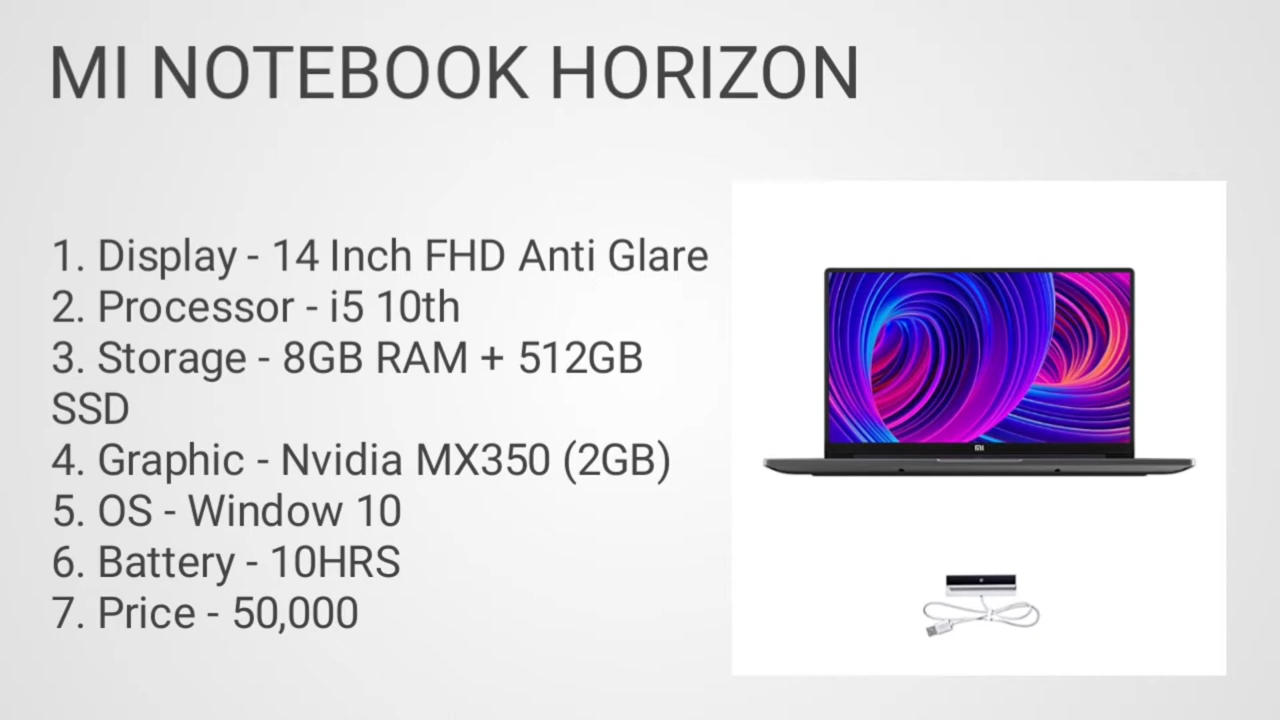 MI NOTEBOOK HORIZON
1. Display - 14 Inch FHD Anti Glare
2. Processor - i5 10th
3. Storage - 8GB RAM + 512GB
SSD
4. Graphic - Nvidia MX350 (2GB)
5. OS - Window 10
6. Battery - 10HRS
7. Price - 50,000
mi